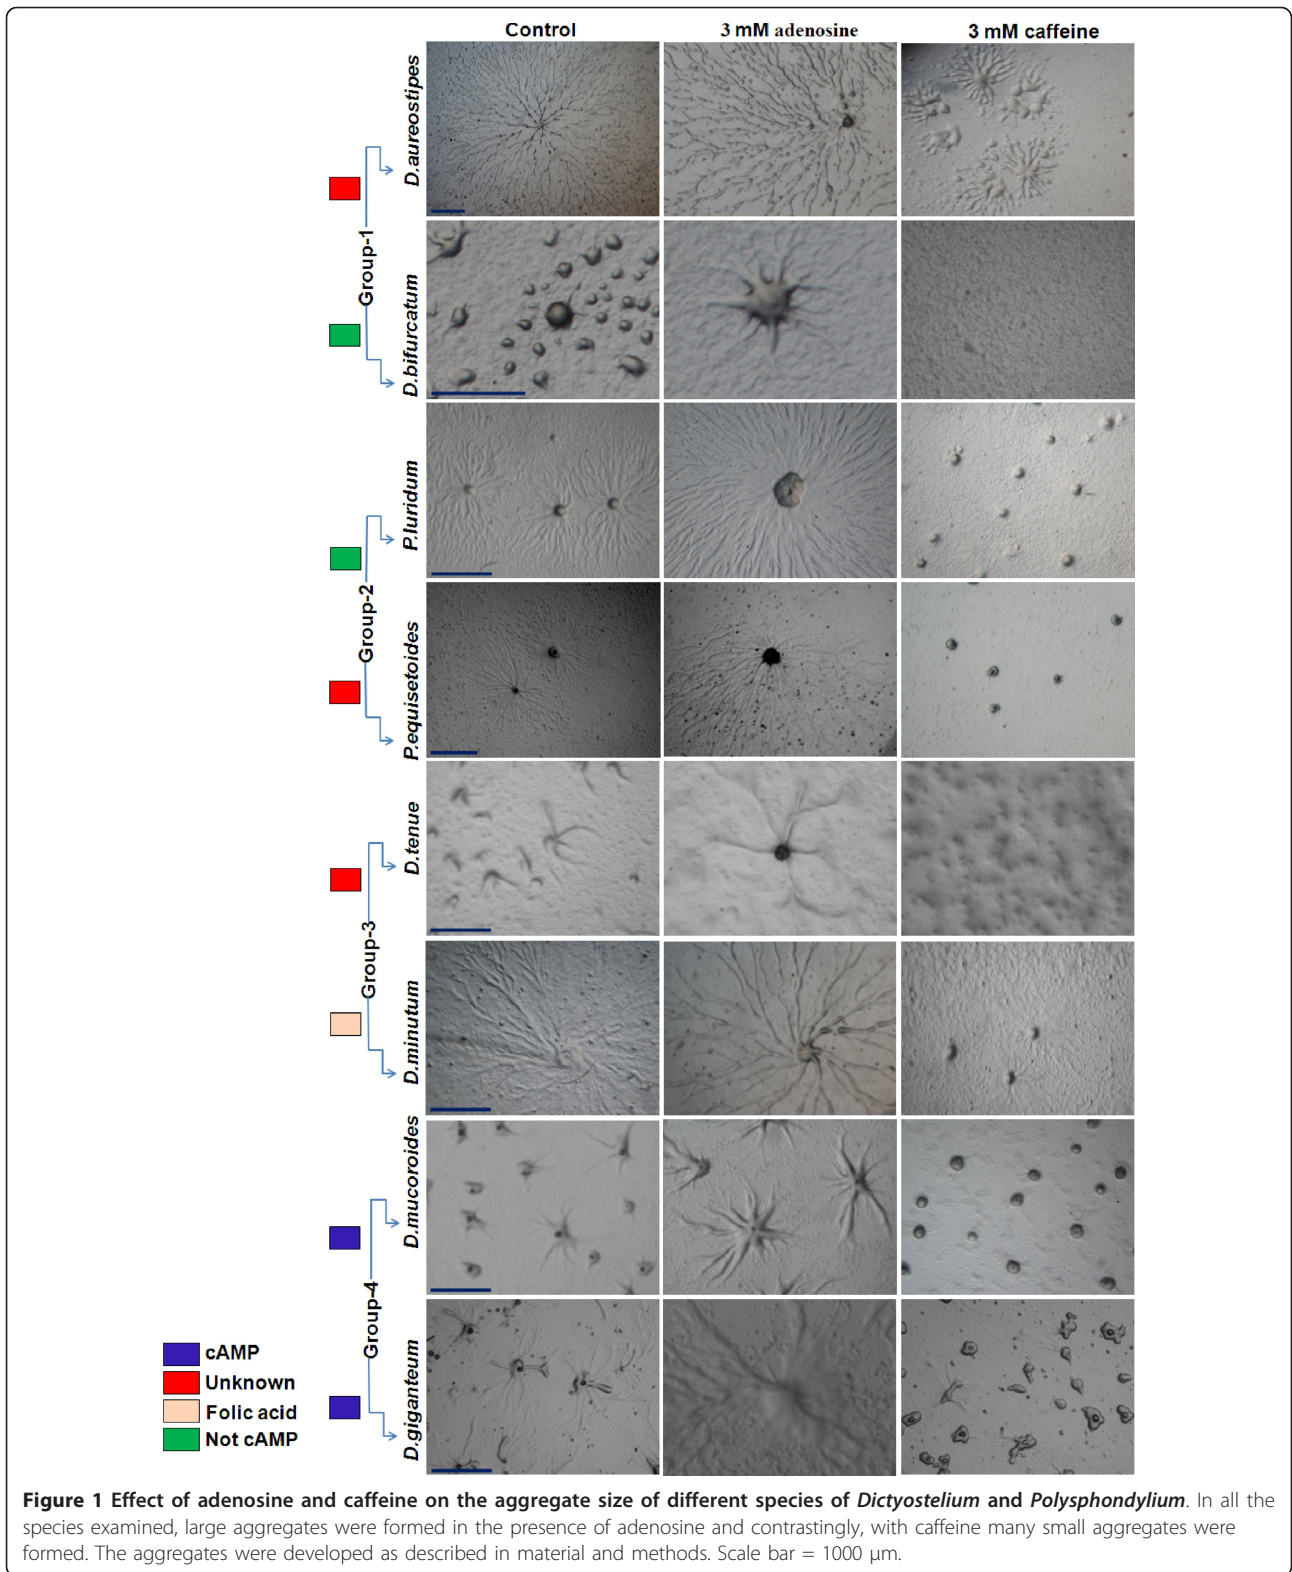 Control
3 mM adenosine
3 mM caffeine
D.aureostipes
Group-1
D.bifurcatum
P.luridum
Group-2
P.equisetoides
D.tenue
Group-3
D.minutum
D.mucoroides
Group-4
D.giganteum
cAMP
Unknown
Folic acid
Not cAMP
Figure 1 Effect of adenosine and caffeine on the aggregate size of different species of Dictyostelium and Polysphondylium. In all the
species examined, large aggregates were formed in the presence of adenosine and contrastingly, with caffeine many small aggregates were
formed. The aggregates were developed as described in material and methods. Scale bar = 1000 μm.